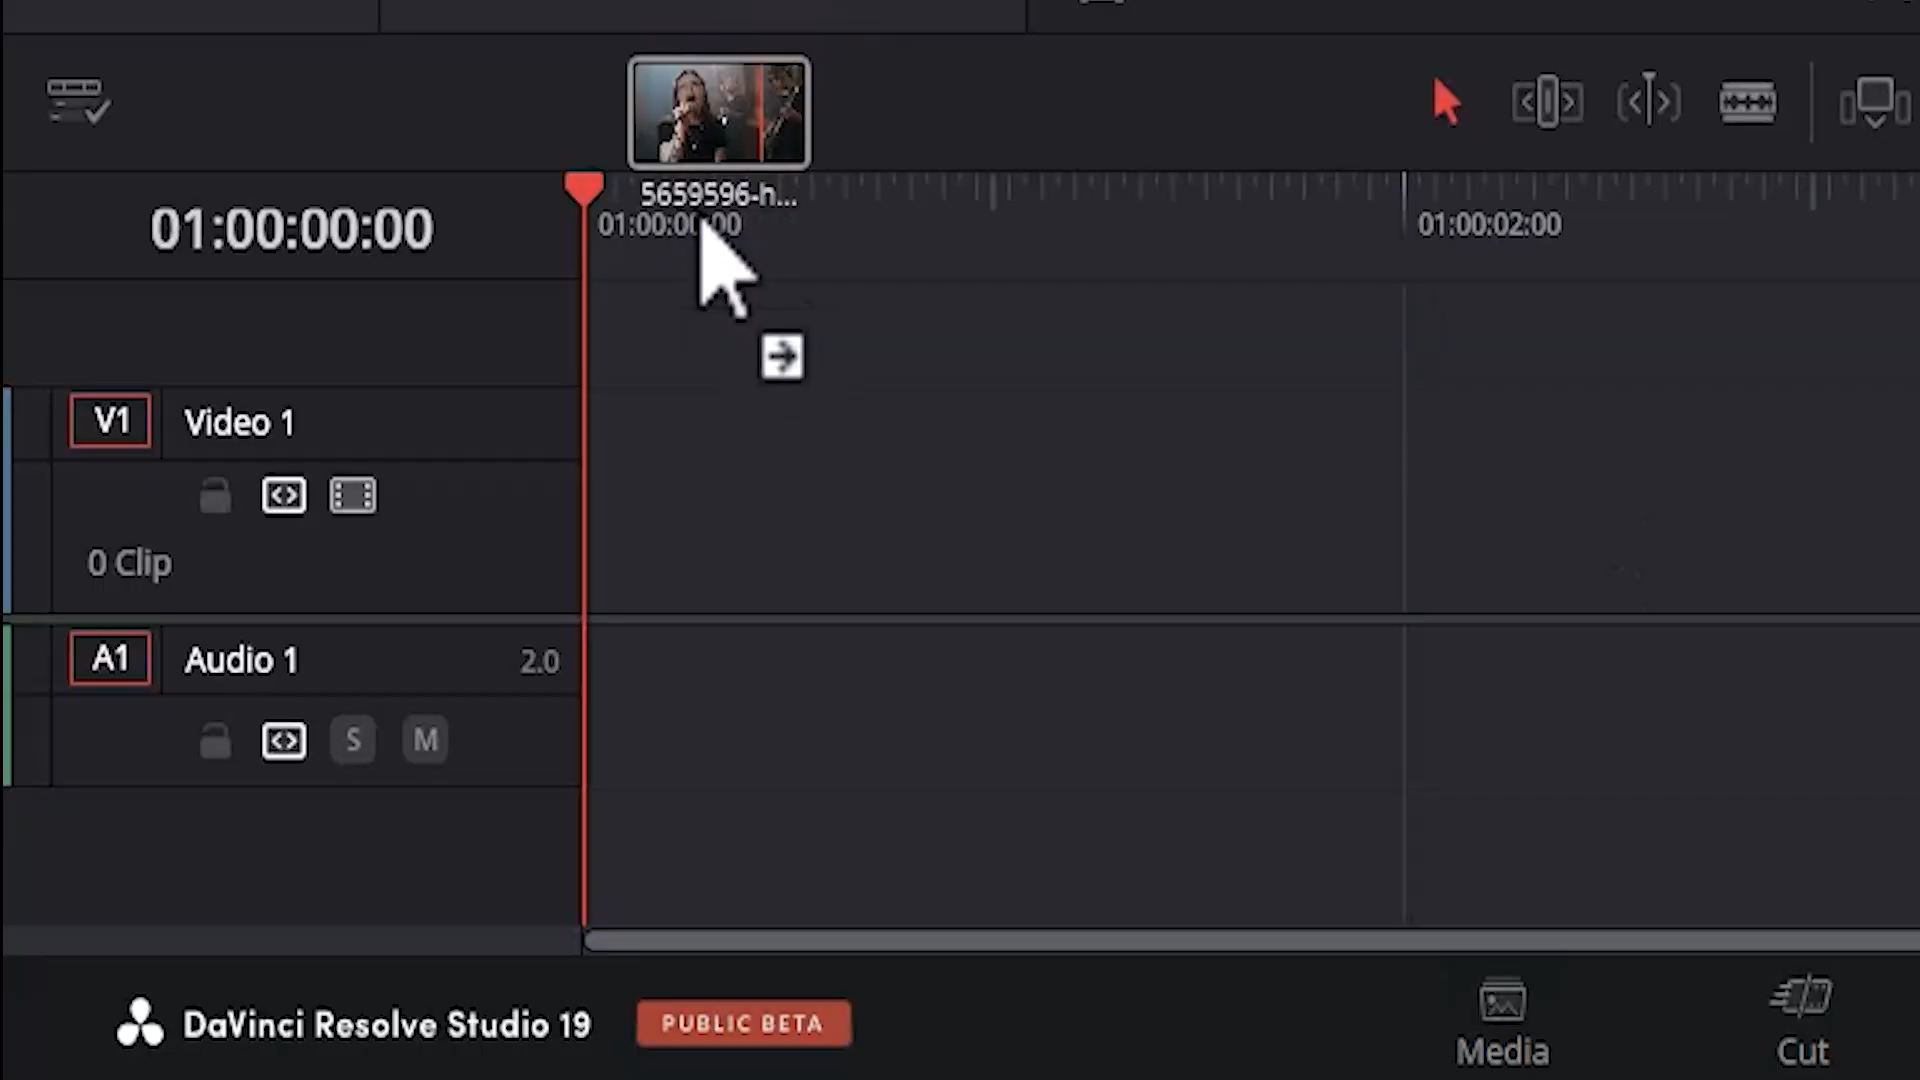 5659596-h...
01:00:00:00
01:00:00:00
01:00:02:00
V1 Video 1
0 Clip
A1 Audio 1 2.0
S M
DaVinci Resolve Studio 19 PUBLIC BETA
Media
Cut